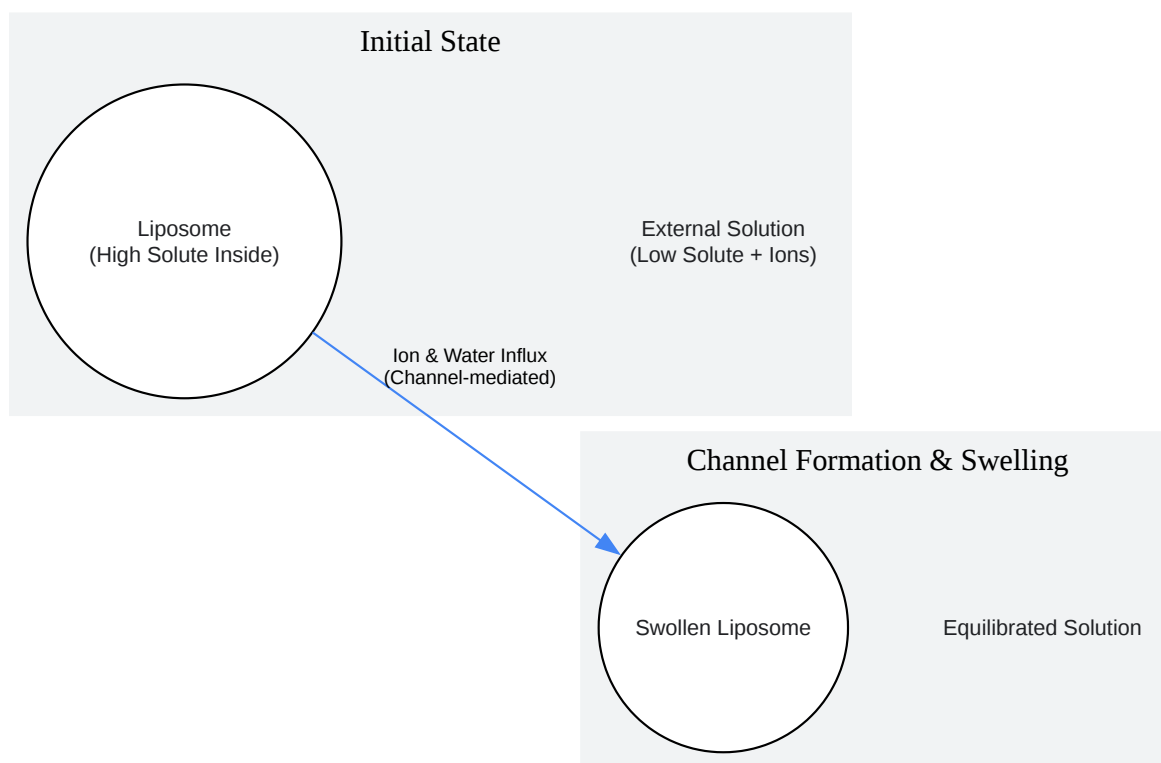 Initial State
Liposome
(High Solute Inside)
External Solution
(Low Solute + Ions)
Ion & Water Influx
(Channel-mediated)
Channel Formation & Swelling
Swollen Liposome
Equilibrated Solution